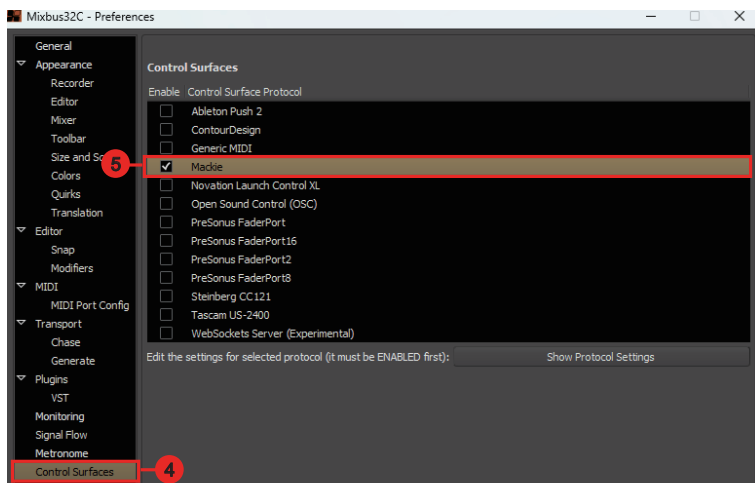 Mixbus32C - Preferences
General
Appearance
Recorder
Editor
Mixer
Toolbar
Size and
Colors
Quirks
Translation
Editor
Snap
Modifiers
MIDI
MIDI Port Config
Transport
Chase
Generate
Plugins
VST
Monitoring
Signal Flow
Metronome
Control Surfaces
4
5
Control Surfaces
Enable Control Surface Protocol
Ableton Push 2
ContourDesign
Generic MIDI
Mackie
Novation Launch Control XL
Open Sound Control (OSC)
PreSonus FaderPort
PreSonus FaderPort16
PreSonus FaderPort2
PreSonus FaderPort8
Steinberg CC121
Tascam US-2400
WebSockets Server (Experimental)
Edit the settings for selected protocol (it must be ENABLED first): Show Protocol Settings